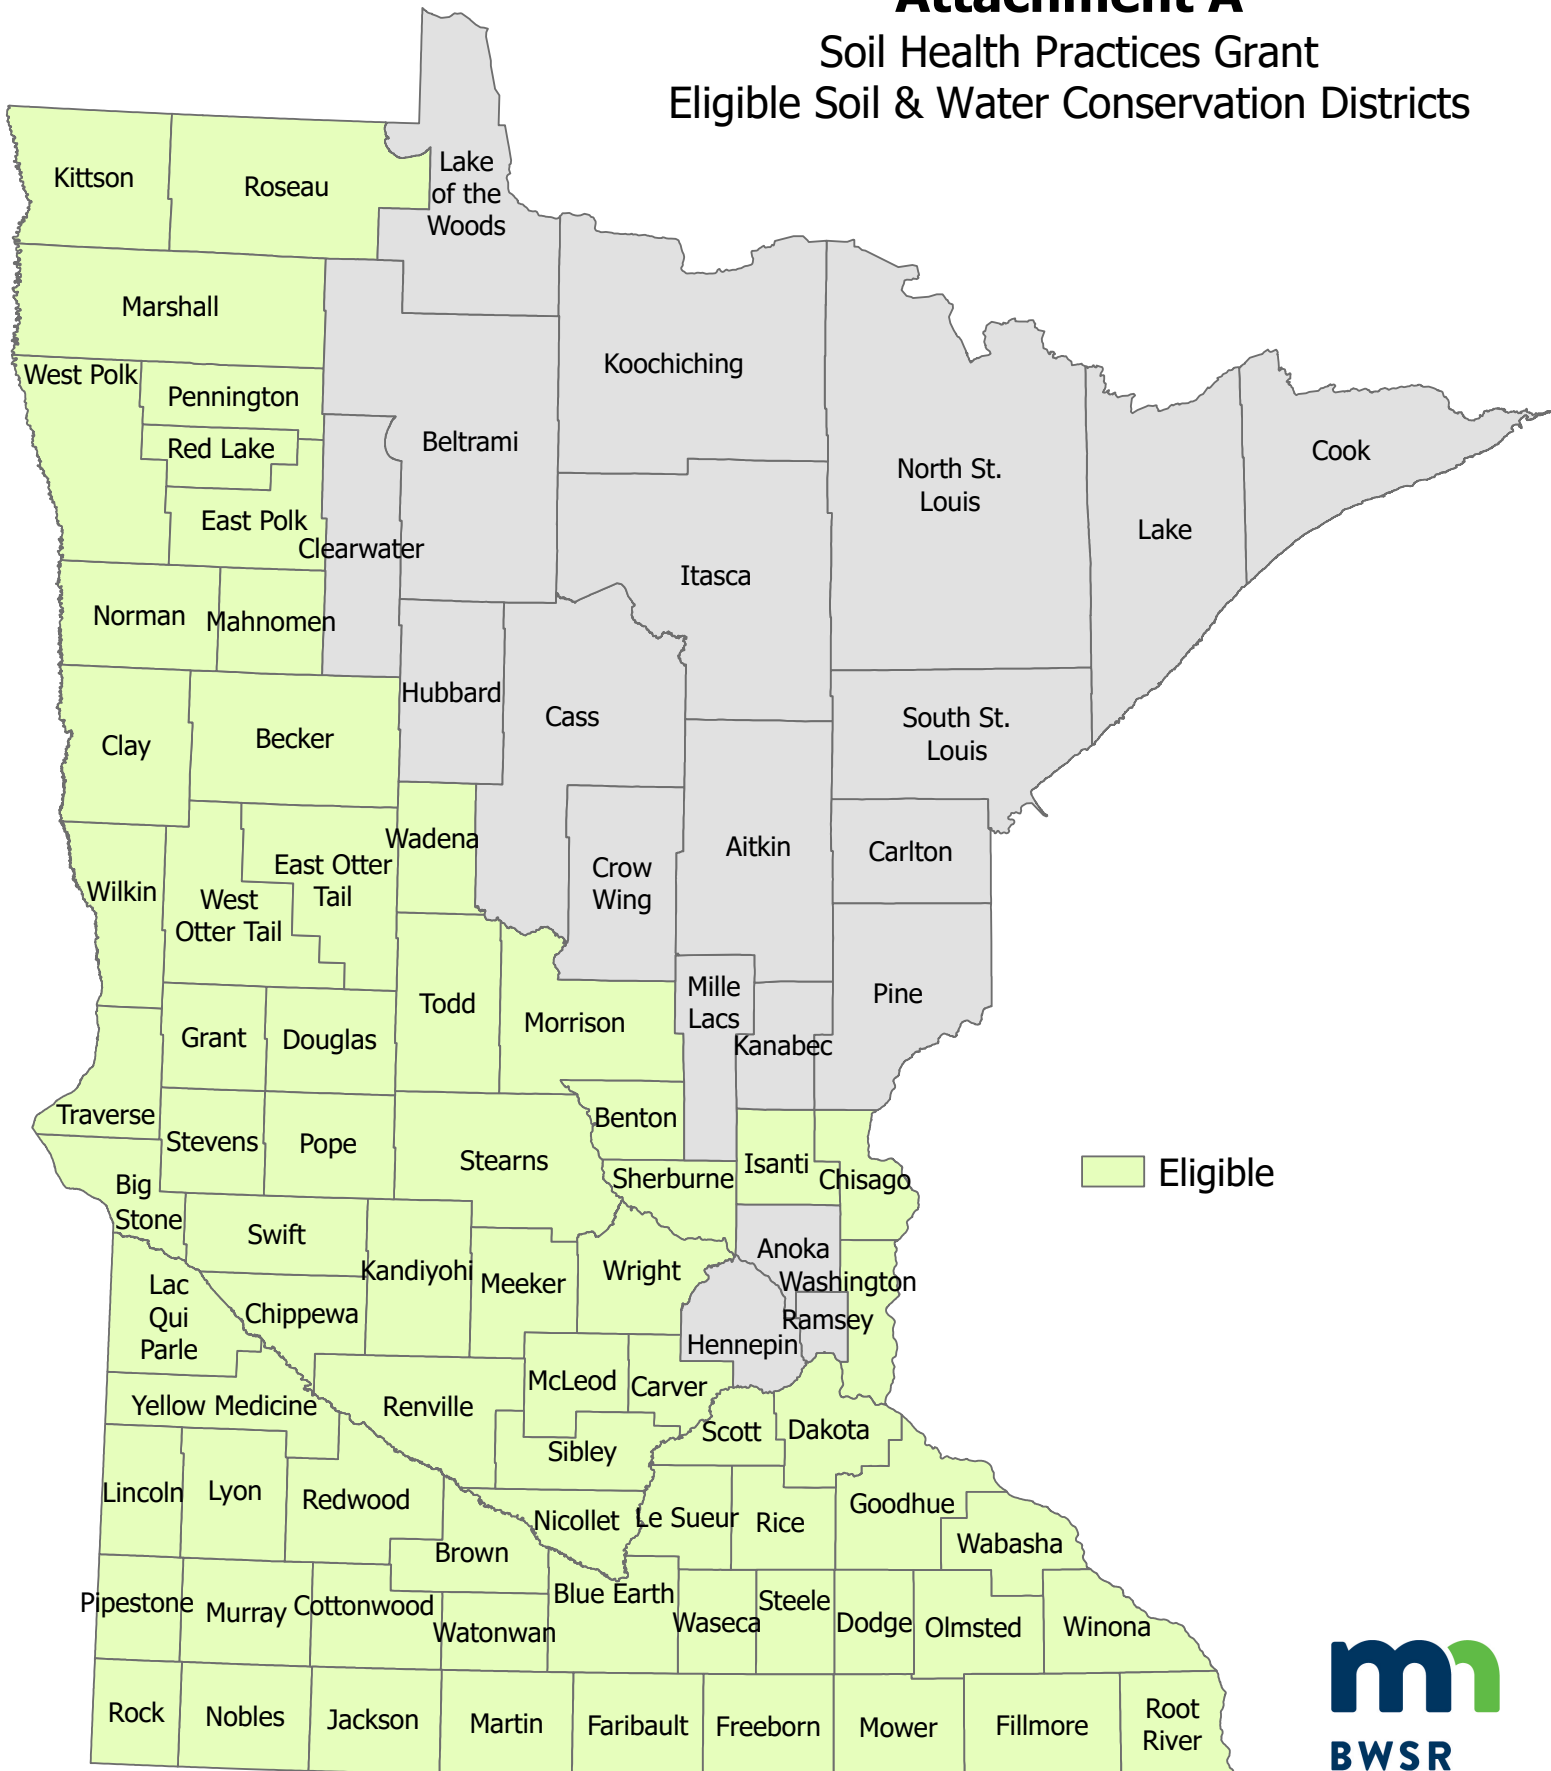 Attachment A
Soil Health Practices Grant
Eligible Soil & Water Conservation Districts
Kittson
Roseau
Lake
of the
Woods
Marshall
Koochiching
West Polk
Pennington
Red Lake
Beltrami
Cook
North St.
Louis
East Polk
Lake
Clearwater
Itasca
Norman
Mahnomen
Hubbard
Cass
South St.
Louis
Clay
Becker
Wadena
Aitkin
Carlton
East Otter
Tail
Crow
Wing
Wilkin
West
Otter Tail
Mille
Lacs
Pine
Todd
Morrison
Grant
Douglas
Kanabec
Traverse
Benton
Stevens
Pope
Stearns
Isanti
Sherburne
Chisago
Eligible
Big
Stone
Swift
Anoka
Kandiyohi
Meeker
Wright
Washington
Lac
Qui
Parle
Chippewa
Ramsey
Hennepin
McLeod
Carver
Yellow Medicine
Renville
Scott
Dakota
Sibley
Lincoln
Lyon
Redwood
Goodhue
Nicollet
Le Sueur
Rice
Wabasha
Brown
Blue Earth
Pipestone
Murray
Cottonwood
Steele
Watonwan
Waseca
Dodge
Olmsted
Winona
Rock
Nobles
Jackson
Martin
Faribault
Freeborn
Mower
Fillmore
Root
River
mn
BWSR